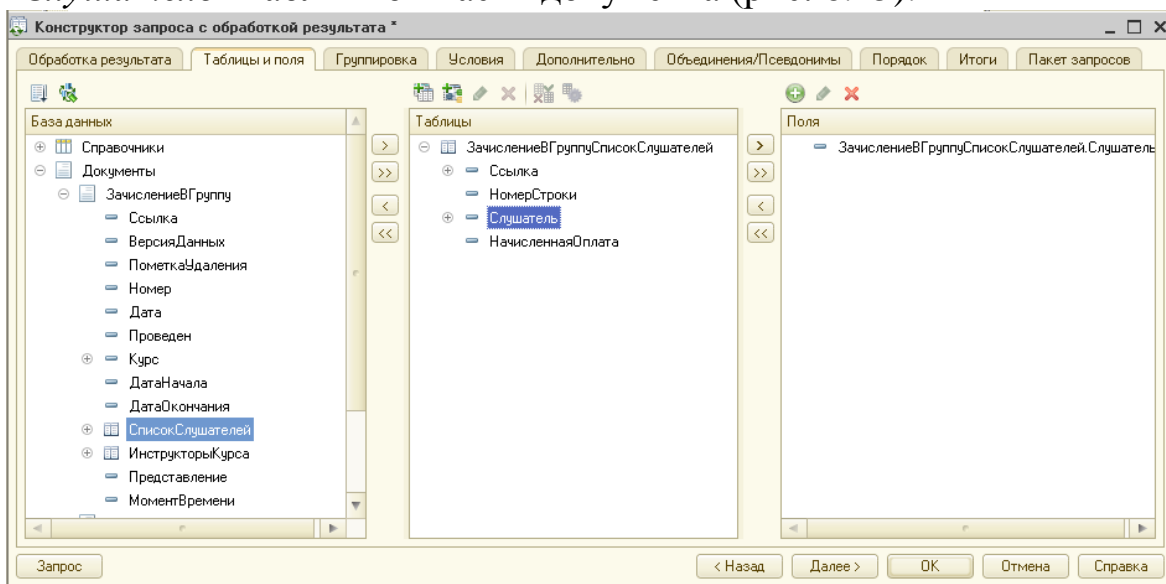 Конструктор запроса с обработкой результата *
Обработка результата Таблицы и поля Группировка Условия Дополнительно Объединения/Псевдонимы Порядок Итоги Пакет запросов
База данных
Справочники
Документы
ЗачислениеВГруппу
Ссылка
ВерсияДанных
ПометкаУдаления
Номер
Дата
Проведен
Курс
ДатаНачала
ДатаОкончания
СписокСлушателей
ИнструкторыКурса
Представление
МоментВремени
Таблицы
ЗачислениеВГруппуСписокСлушателей
Ссылка
НомерСтроки
Слушатель
НачисленнаяОплата
Поля
ЗачислениеВГруппуСписокСлушателей.Слушатель
Запрос < Назад Далее > OK Отмена Справка